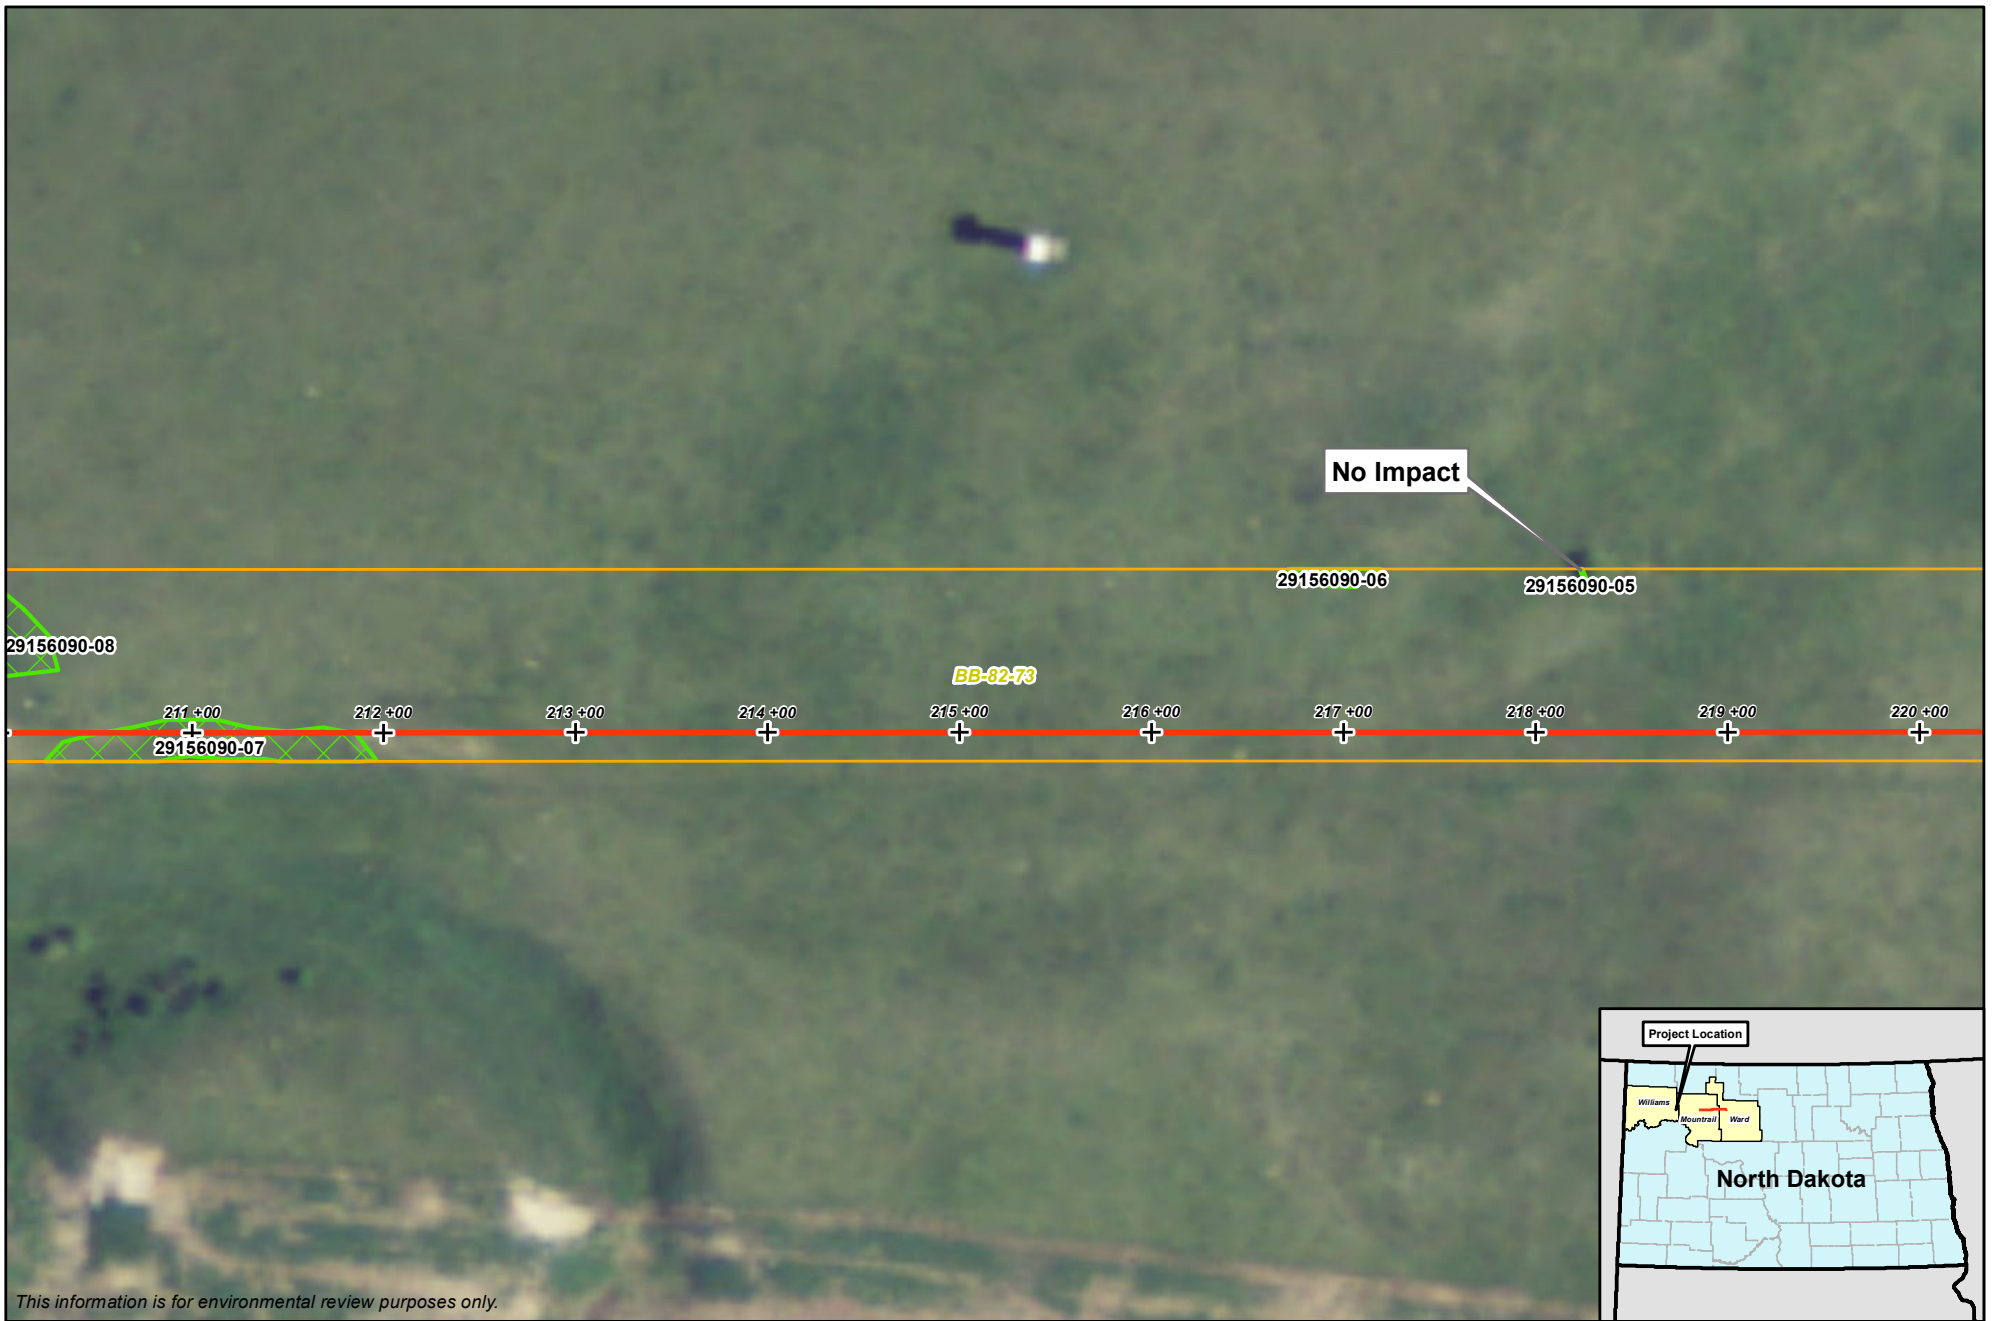 No Impact
29156090-06
29156090-05
29156090-08
BB-82-73
211 +00
212 +00
213 +00
214 +00
215 +00
216 +00
217 +00
218 +00
219 +00
220 +00
29156090-07
Project Location
Williams
Mountrail
Ward
North Dakota
This information is for environmental review purposes only.